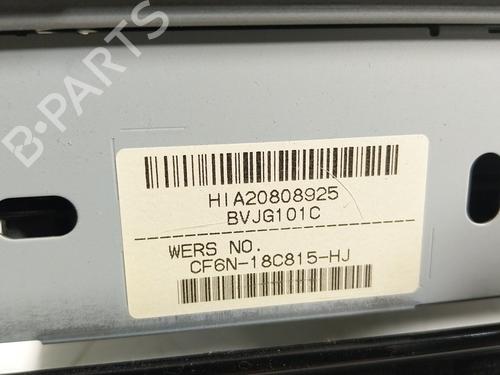 B-PARTS
HIA20808925
BVJG101C
WERS NO.
CF6N-18C815-HJ